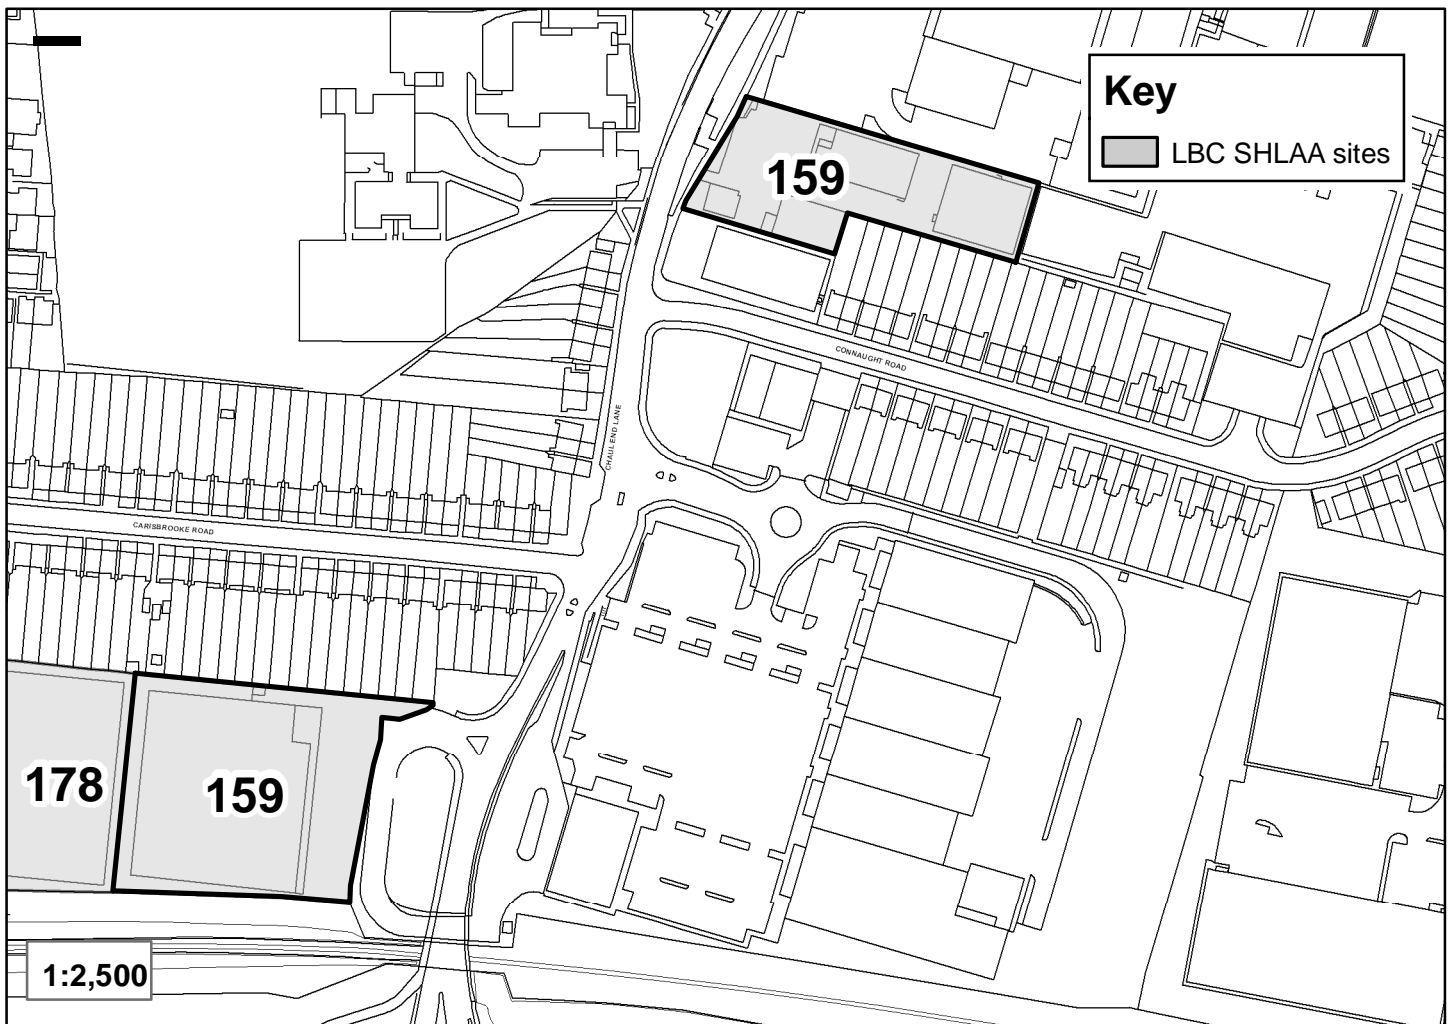 Key
LBC SHLAA sites
159
CONNAUGHT ROAD
CHAUL END LANE
CARISBROOKE ROAD
178
159
1:2,500